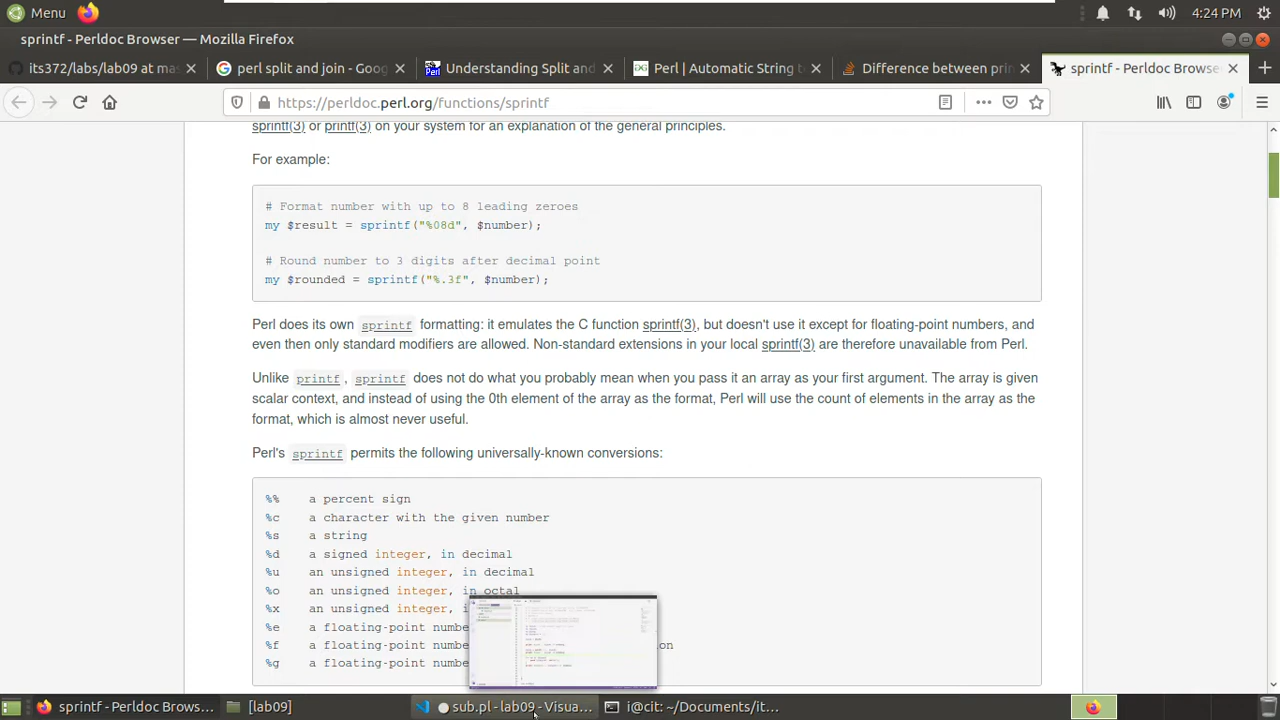 Menu
4:24 PM
sprintf - Perldoc Browser — Mozilla Firefox
its372/labs/lab09 at mas
perl split and join - Goog
Understanding Split and
Perl | Automatic String to
Difference between prin
sprintf - Perldoc Browser
https://perldoc.perl.org/functions/sprintf
sprintf(3) or printf(3) on your system for an explanation of the general principles.
For example:
# Format number with up to 8 leading zeroes
my $result = sprintf("%08d", $number);
# Round number to 3 digits after decimal point
my $rounded = sprintf("%.3f", $number);
Perl does its own sprintf formatting: it emulates the C function sprintf(3), but doesn't use it except for floating-point numbers, and
even then only standard modifiers are allowed. Non-standard extensions in your local sprintf(3) are therefore unavailable from Perl.
Unlike printf, sprintf does not do what you probably mean when you pass it an array as your first argument. The array is given
scalar context, and instead of using the 0th element of the array as the format, Perl will use the count of elements in the array as the
format, which is almost never useful.
Perl's sprintf permits the following universally-known conversions:
%% a percent sign
%c a character with the given number
%s a string
%d a signed integer, in decimal
%u an unsigned integer, in decimal
%o an unsigned integer, in octal
%x an unsigned integer, i
%e a floating-point numbe
%f a floating-point numbe on
%g a floating-point numbe
sprintf - Perldoc Brows...
[lab09]
sub.pl - lab09 - Visua...
i@cit: ~/Documents/it...